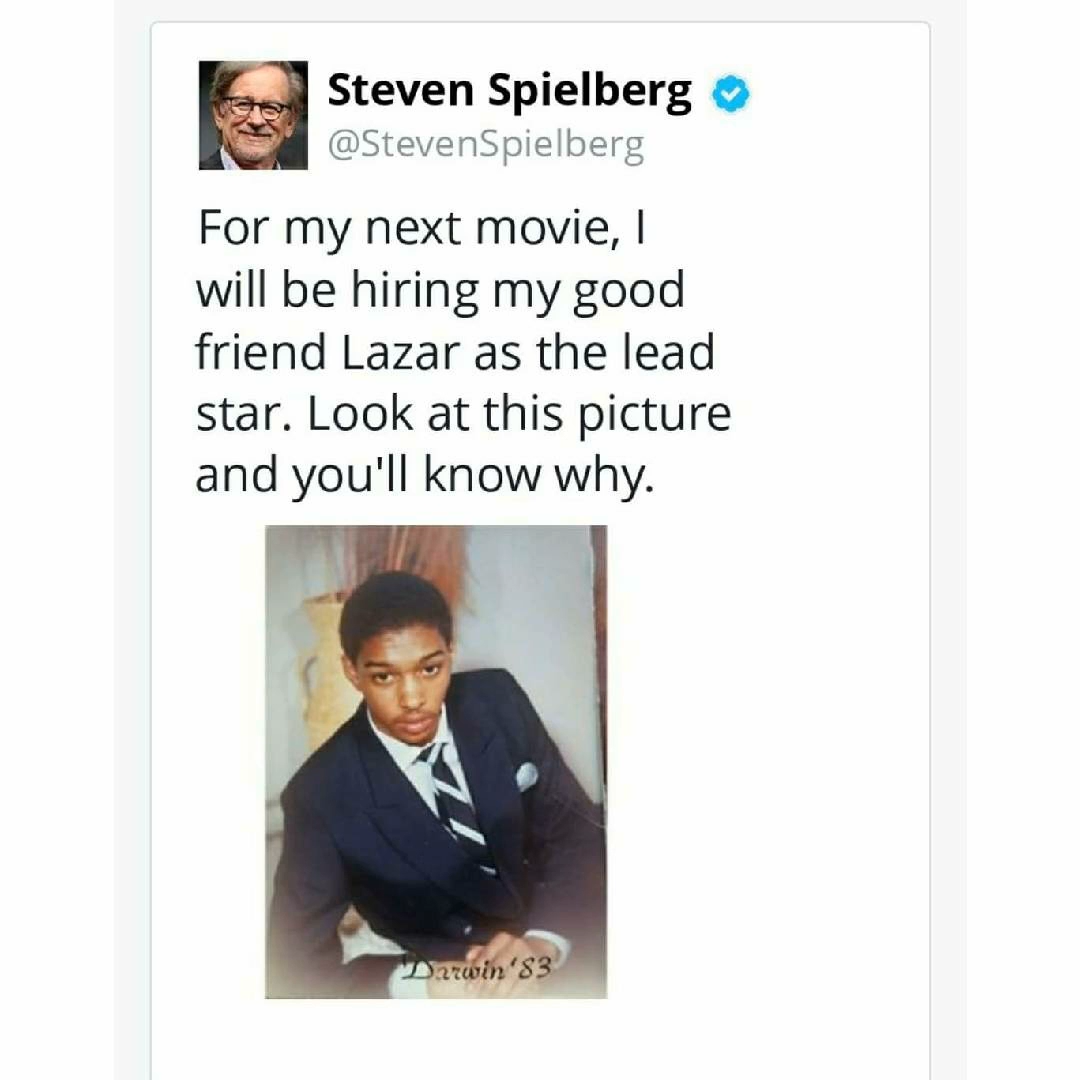 Steven Spielberg
@StevenSpielberg
For my next movie, I
will be hiring my good
friend Lazar as the lead
star. Look at this picture
and you'll know why.
Darwin'83